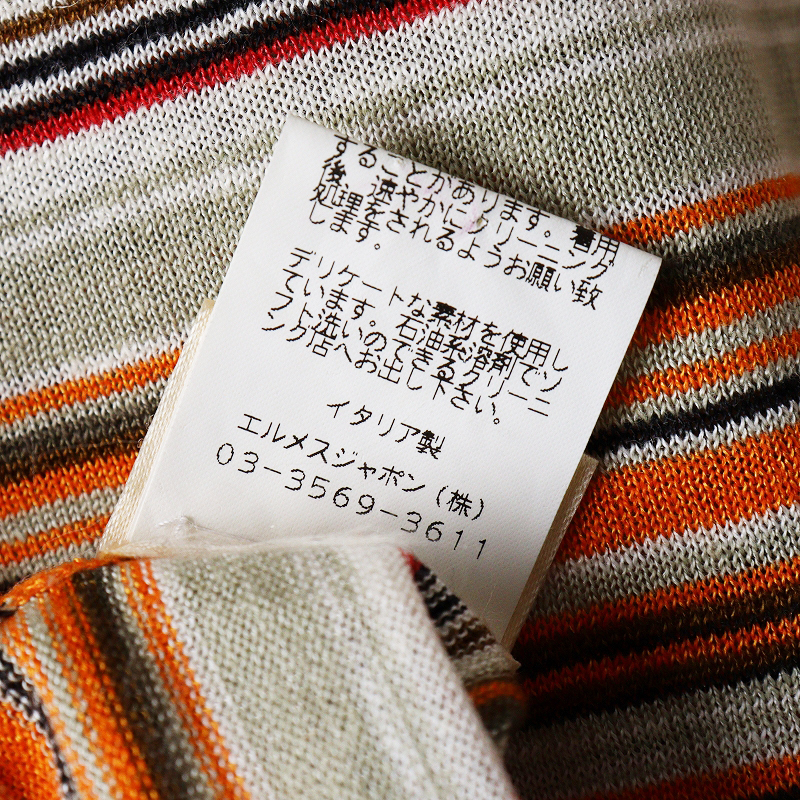 することがあります。着用
後、速やかにクリーニング
処理をされるようお願い致
します。
デリケートな素材を使用し
ています。石油系溶剤でソ
フト洗いのできるクリーニ
ング店へお出し下さい。
イタリア製
エルメスジャポン(株)
03-3569-3611